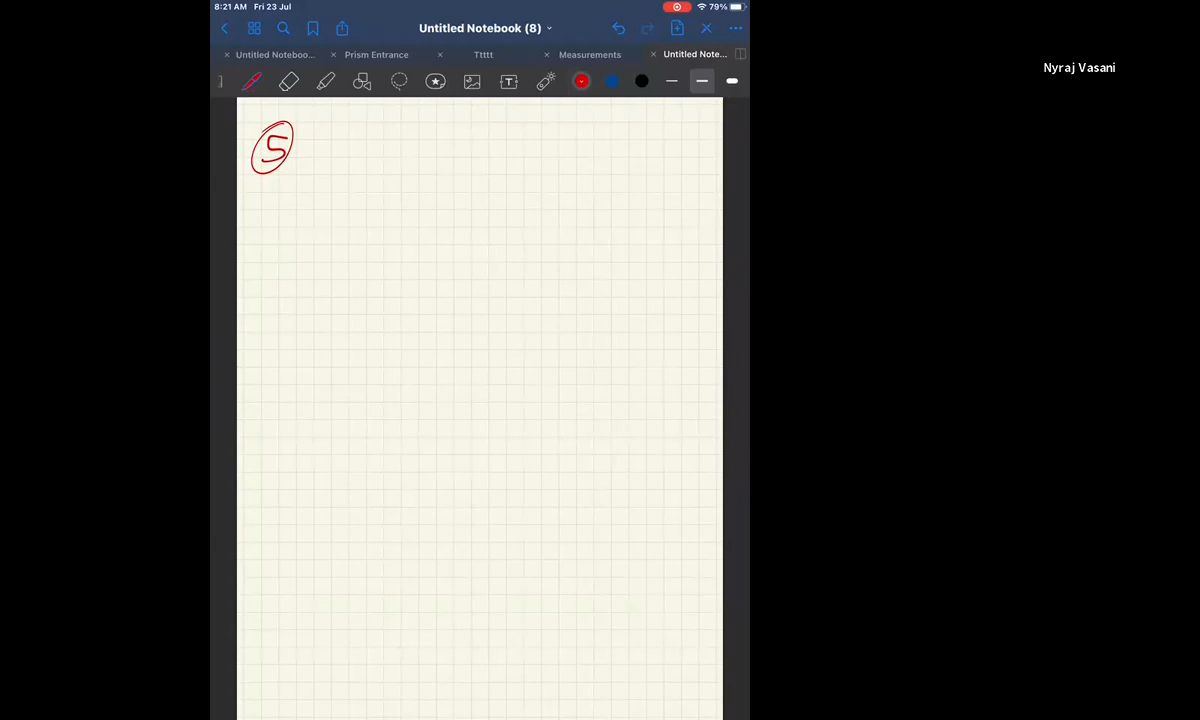 8:21 AM Fri 23 Jul
79%
Untitled Notebook (8)
Untitled Noteboo...
Prism Entrance
Ttttt
Measurements
Untitled Note...
T
5
Nyraj Vasani